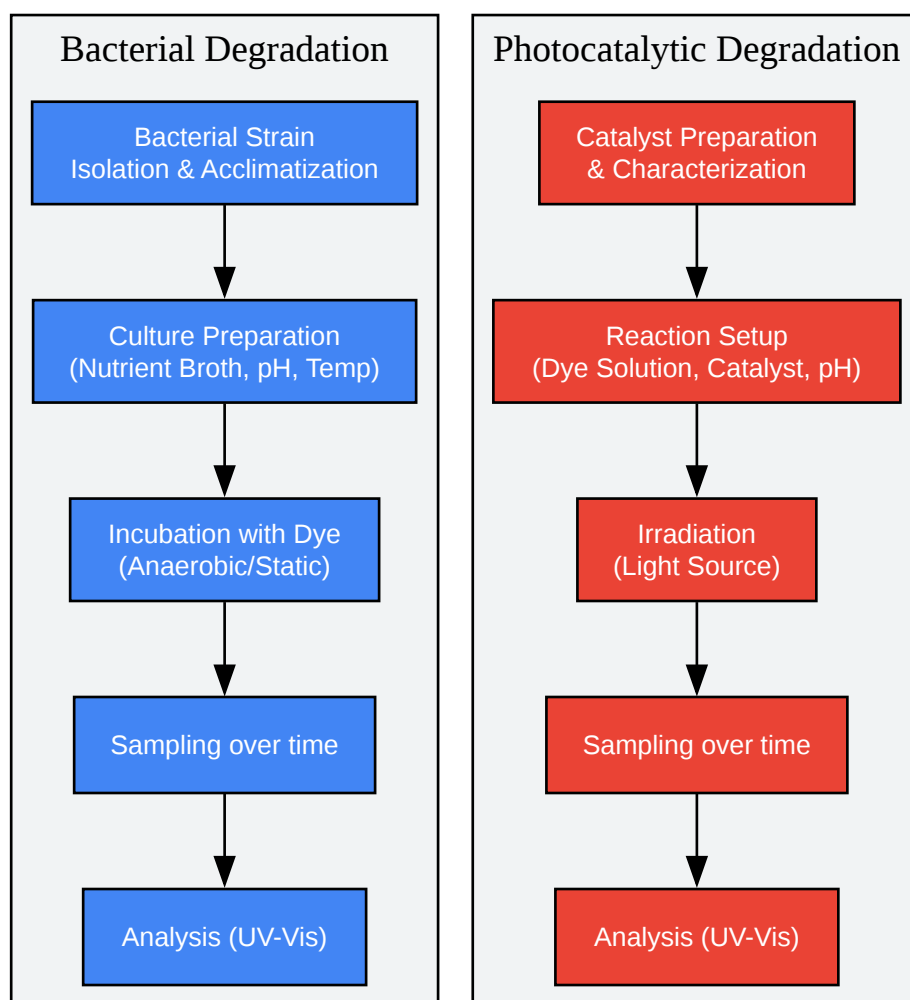 Bacterial Degradation
Bacterial Strain
Isolation & Acclimatization
Culture Preparation
(Nutrient Broth, pH, Temp)
Incubation with Dye
(Anaerobic/Static)
Sampling over time
Analysis (UV-Vis)
Photocatalytic Degradation
Catalyst Preparation
& Characterization
Reaction Setup
(Dye Solution, Catalyst, pH)
Irradiation
(Light Source)
Sampling over time
Analysis (UV-Vis)